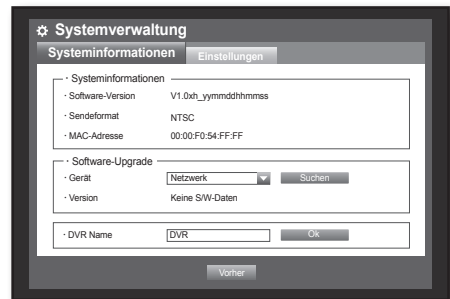 Systemverwaltung
Systeminformationen Einstellungen
· Systeminformationen
· Software-Version V1.0xh_yymmddhhmmss
· Sendeformat NTSC
· MAC-Adresse 00:00:F0:54:FF:FF
· Software-Upgrade
· Gerät Netzwerk Suchen
· Version Keine S/W-Daten
· DVR Name DVR Ok
Vorher